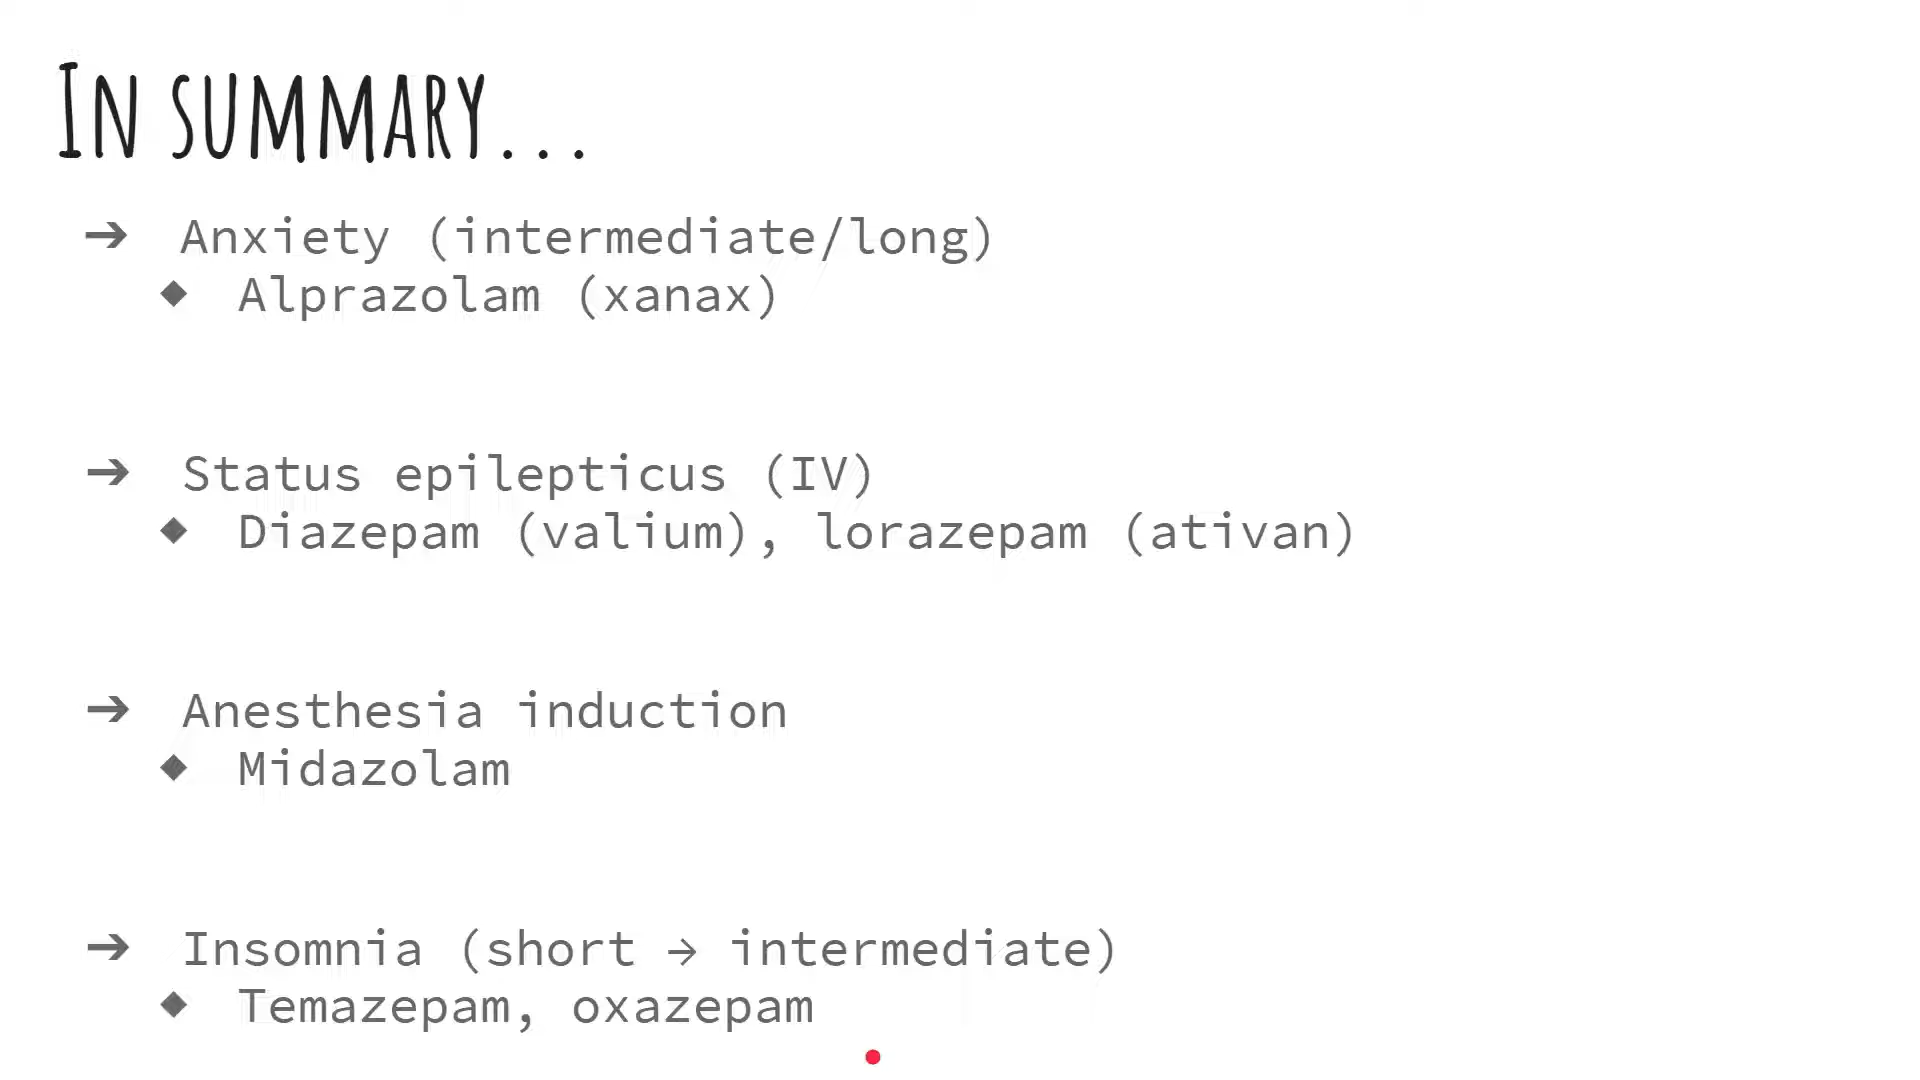 In summary...
➔ Anxiety (intermediate/long)
◆ Alprazolam (xanax)
➔ Status epilepticus (IV)
◆ Diazepam (valium), lorazepam (ativan)
➔ Anesthesia induction
◆ Midazolam
➔ Insomnia (short → intermediate)
◆ Temazepam, oxazepam